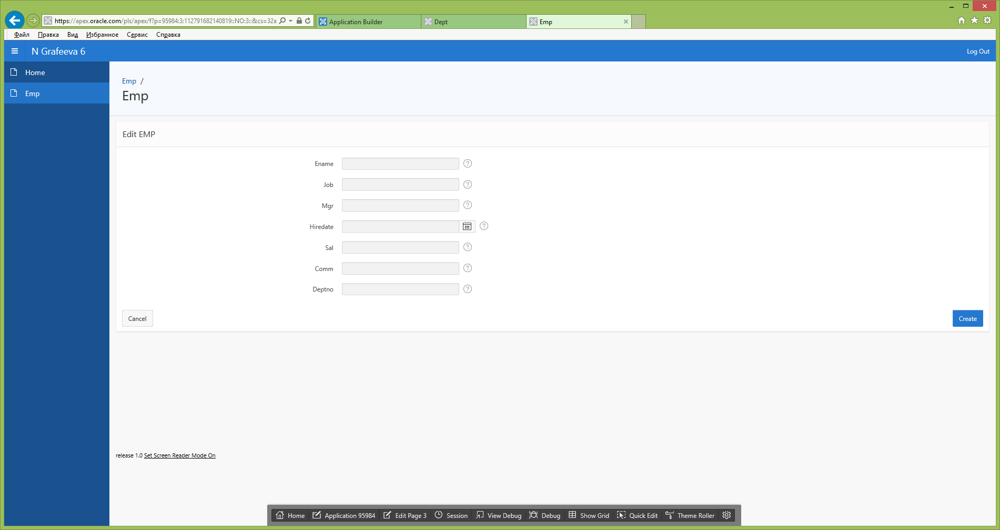 https://apex.oracle.com/pls/apex/f?p=95984:3:112791682140819::NO:3::&cs=32a
Application Builder
Dept
Emp
Файл Правка Вид Избранное Сервис Справка
N Grafeeva 6
Log Out
Home
Emp
Emp /
Emp
Edit EMP
Ename
Job
Mgr
Hiredate
Sal
Comm
Deptno
Cancel
Create
release 1.0 Set Screen Reader Mode On
Home Application 95984 Edit Page 3 Session View Debug Debug Show Grid Quick Edit Theme Roller